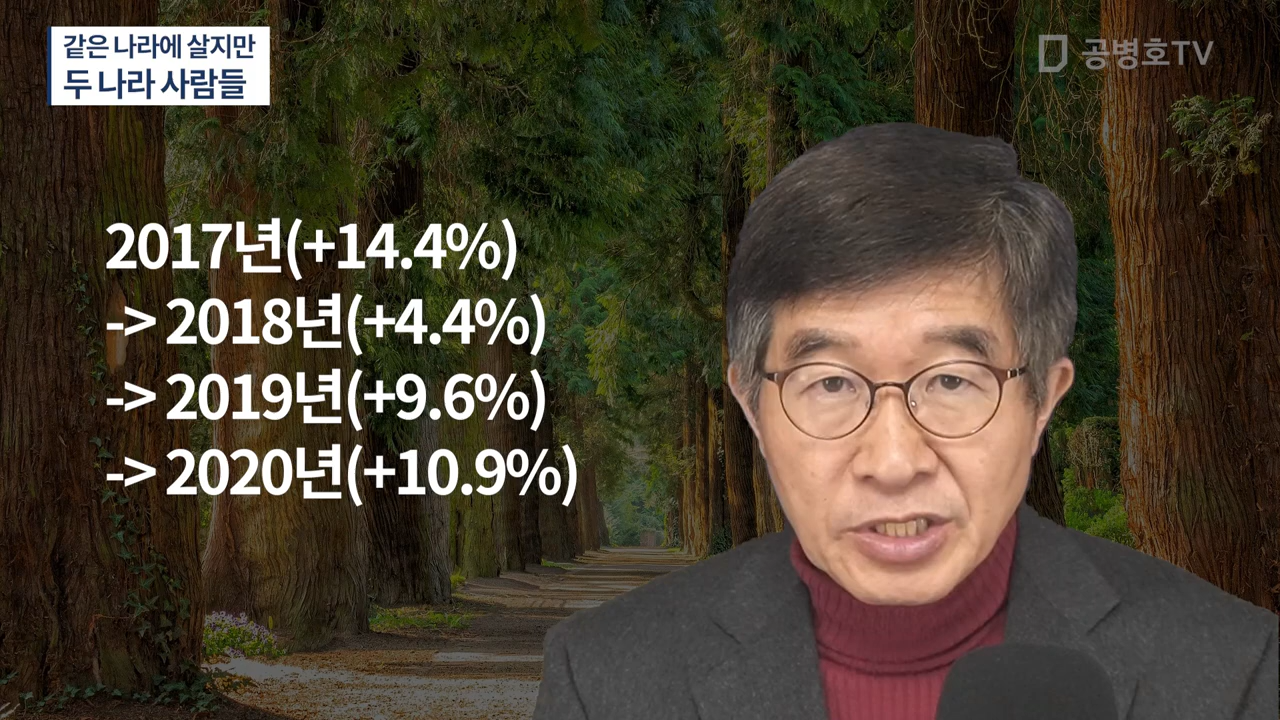 같은 나라에 살지만
두 나라 사람들
공병호TV
2017년(+14.4%)
-> 2018년(+4.4%)
-> 2019년(+9.6%)
-> 2020년(+10.9%)